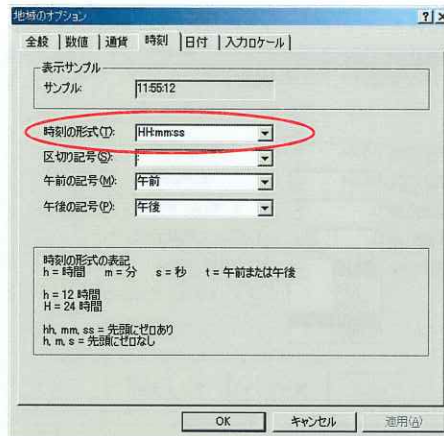 地域のオプション
全般 数値 通貨 時刻 日付 入力ロケール
表示サンプル
サンプル: 11:55:12
時刻の形式(T): HH:mm:ss
区切り記号(S): :
午前の記号(M): 午前
午後の記号(P): 午後
時刻の形式の表記
h = 時間 m = 分 s = 秒 t = 午前または午後
h = 12 時間
H = 24 時間
hh, mm, ss = 先頭にゼロあり
h, m, s = 先頭にゼロなし
OK キャンセル 適用(A)